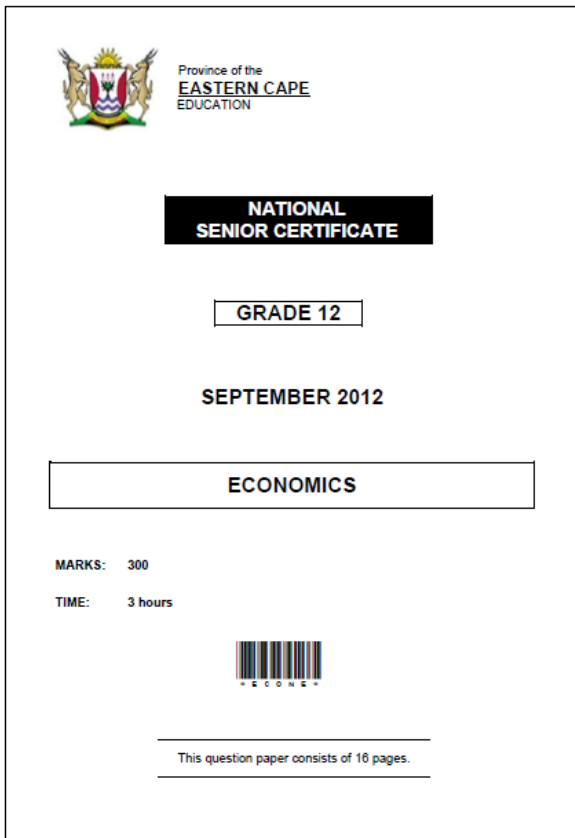 Province of the
EASTERN CAPE
EDUCATION
NATIONAL
SENIOR CERTIFICATE
GRADE 12
SEPTEMBER 2012
ECONOMICS
MARKS: 300
TIME: 3 hours
* E C O N E *
This question paper consists of 16 pages.